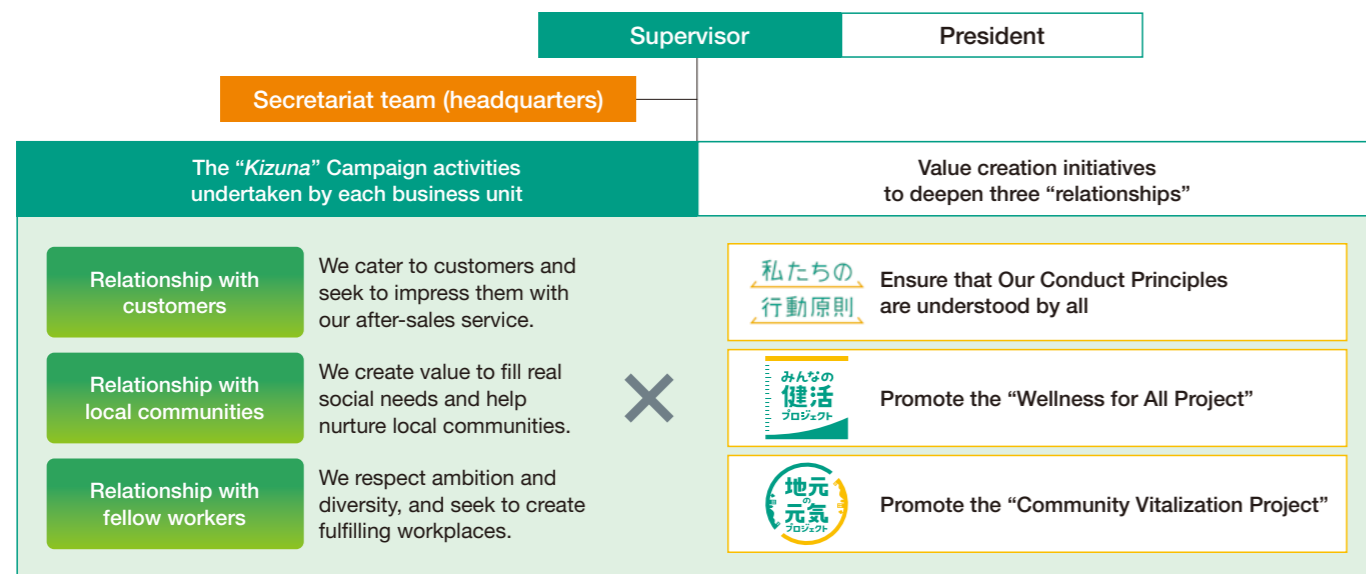 Supervisor
President
Secretariat team (headquarters)
The “Kizuna” Campaign activities
undertaken by each business unit
Value creation initiatives
to deepen three “relationships”
Relationship with
customers
We cater to customers and
seek to impress them with
our after-sales service.
Relationship with
local communities
We create value to fill real
social needs and help
nurture local communities.
Relationship with
fellow workers
We respect ambition and
diversity, and seek to create
fulfilling workplaces.
×
私たちの
行動原則
Ensure that Our Conduct Principles
are understood by all
みんなの
健活
プロジェクト
Promote the “Wellness for All Project”
地元
の
元気
プロジェクト
Promote the “Community Vitalization Project”